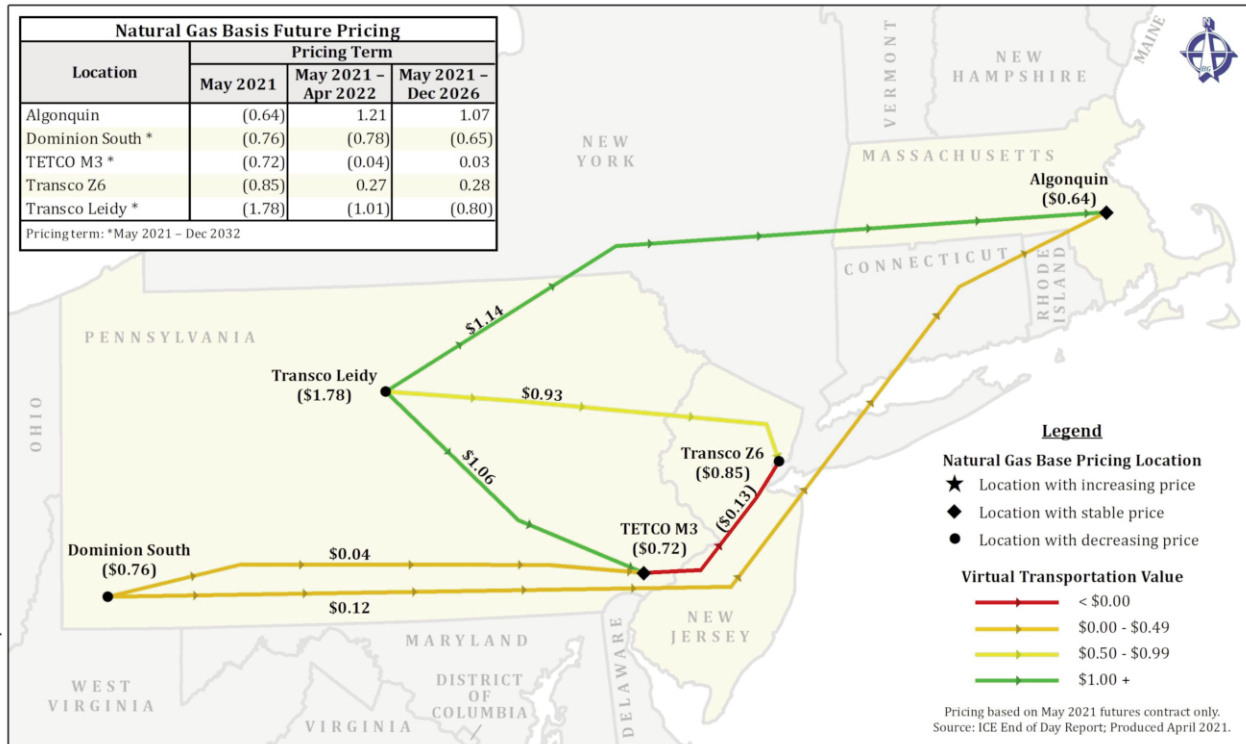 Natural Gas Basis Future Pricing
Location
Pricing Term
May 2021
May 2021 –
Apr 2022
May 2021 –
Dec 2026
Algonquin (0.64) 1.21 1.07
Dominion South * (0.76) (0.78) (0.65)
TETCO M3 * (0.72) (0.04) 0.03
Transco Z6 (0.85) 0.27 0.28
Transco Leidy * (1.78) (1.01) (0.80)
Pricing term: *May 2021 – Dec 2032
N
MAINE
VERMONT
NEW
HAMPSHIRE
NEW
YORK
MASSACHUSETTS
Algonquin
($0.64)
CONNECTICUT
RHODE
ISLAND
PENNSYLVANIA
$1.14
Transco Leidy
($1.78)
$0.93
OHIO
$1.06
Transco Z6
($0.85)
($0.13)
TETCO M3
($0.72)
Dominion South
($0.76)
$0.04
$0.12
NEW
JERSEY
MARYLAND
DELAWARE
WEST
VIRGINIA
DISTRICT
OF
COLUMBIA
VIRGINIA
Legend
Natural Gas Base Pricing Location
Location with increasing price
Location with stable price
Location with decreasing price
Virtual Transportation Value
< $0.00
$0.00 - $0.49
$0.50 - $0.99
$1.00 +
Pricing based on May 2021 futures contract only.
Source: ICE End of Day Report; Produced April 2021.